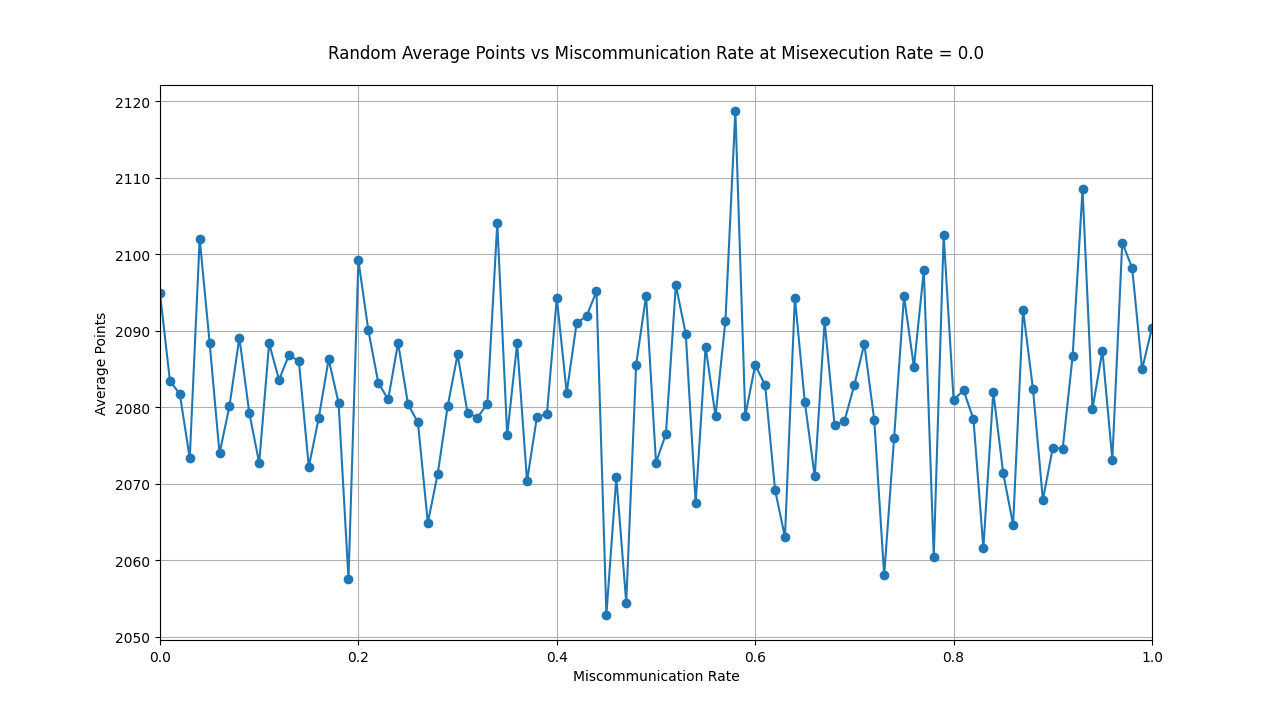 Random Average Points vs Miscommunication Rate at Misexecution Rate = 0.0
2120
2110
2100
2090
2080
2070
2060
2050
Average Points
0.0 0.2 0.4 0.6 0.8 1.0
Miscommunication Rate